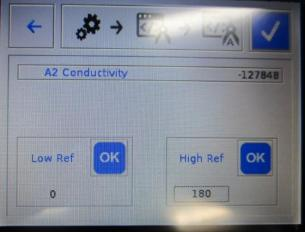 A2 Conductivity -127848
Low Ref OK
High Ref OK
0
180